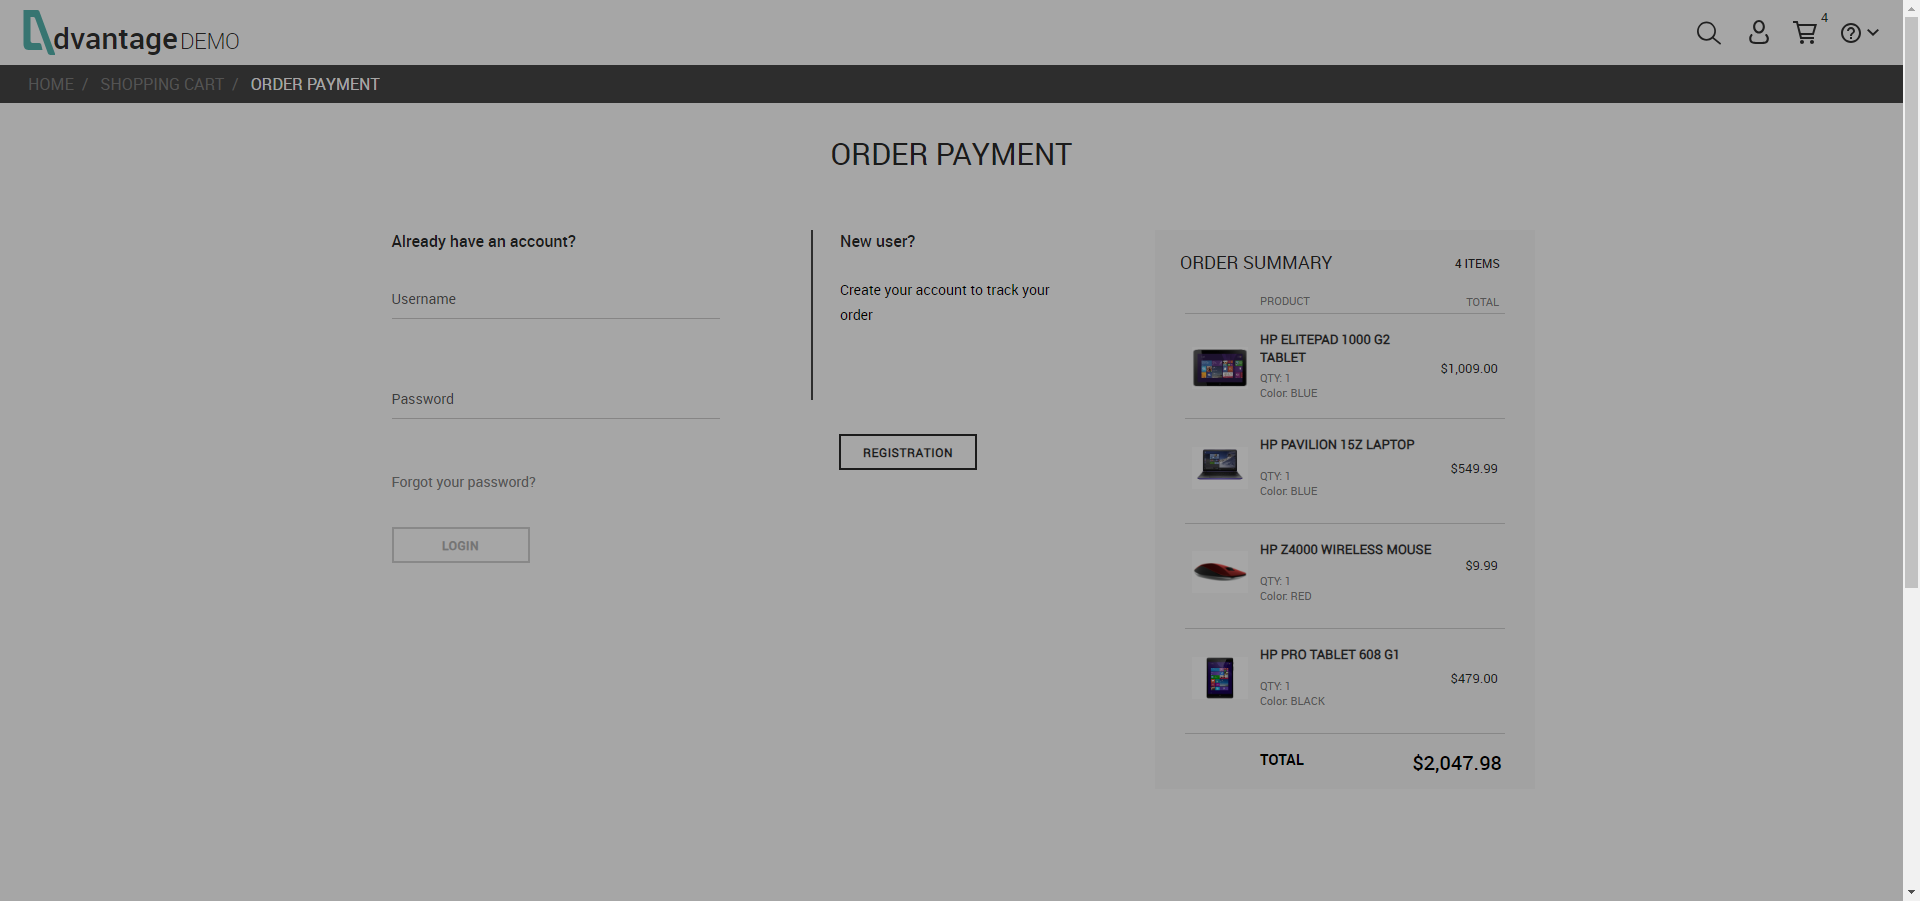 dvantage DEMO
4
HOME / SHOPPING CART / ORDER PAYMENT
ORDER PAYMENT
Already have an account?
Username
Password
Forgot your password?
LOGIN
New user?
Create your account to track your
order
REGISTRATION
ORDER SUMMARY 4 ITEMS
PRODUCT TOTAL
HP ELITEPAD 1000 G2
TABLET
QTY: 1
Color: BLUE
$1,009.00
HP PAVILION 15Z LAPTOP
QTY: 1
Color: BLUE
$549.99
HP Z4000 WIRELESS MOUSE
QTY: 1
Color: RED
$9.99
HP PRO TABLET 608 G1
QTY: 1
Color: BLACK
$479.00
TOTAL $2,047.98